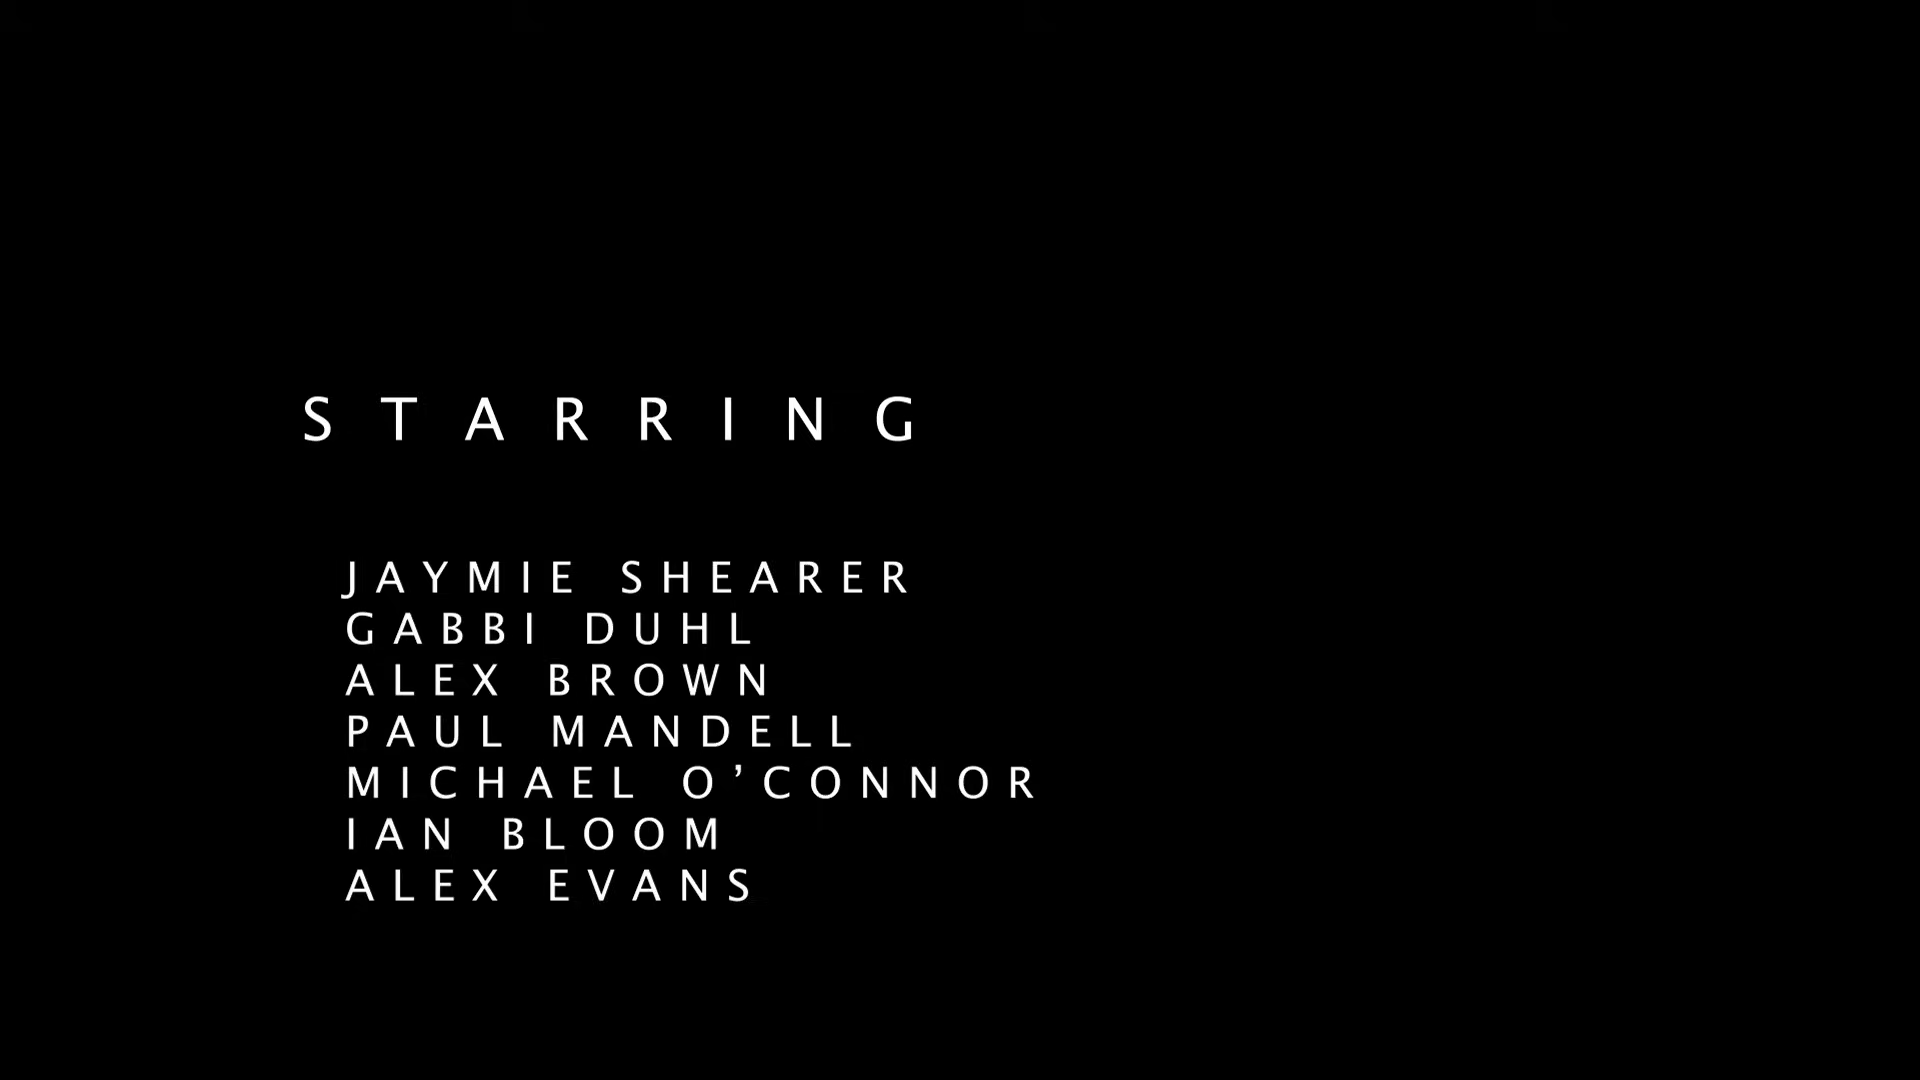 STARRING
JAYMIE SHEARER
GABBI DUHL
ALEX BROWN
PAUL MANDELL
MICHAEL O’CONNOR
IAN BLOOM
ALEX EVANS